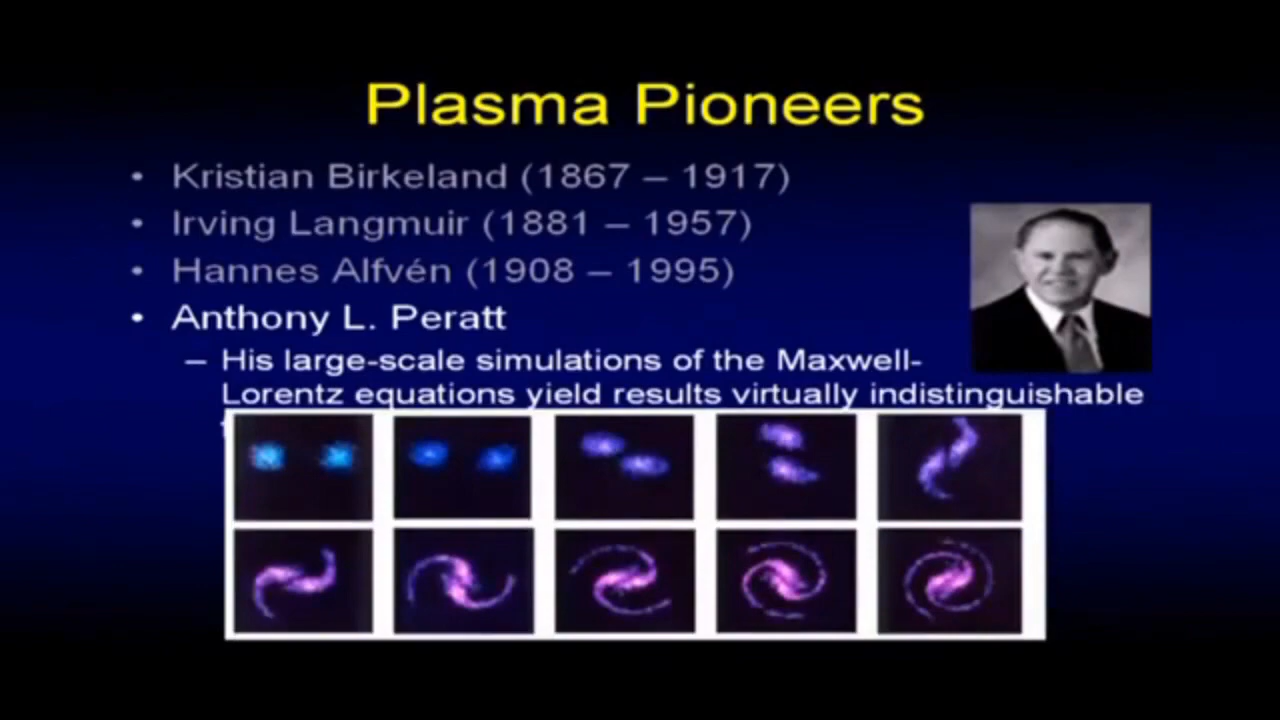 Plasma Pioneers
• Kristian Birkeland (1867 – 1917)
• Irving Langmuir (1881 – 1957)
• Hannes Alfvén (1908 – 1995)
• Anthony L. Peratt
– His large-scale simulations of the Maxwell-
Lorentz equations yield results virtually indistinguishable